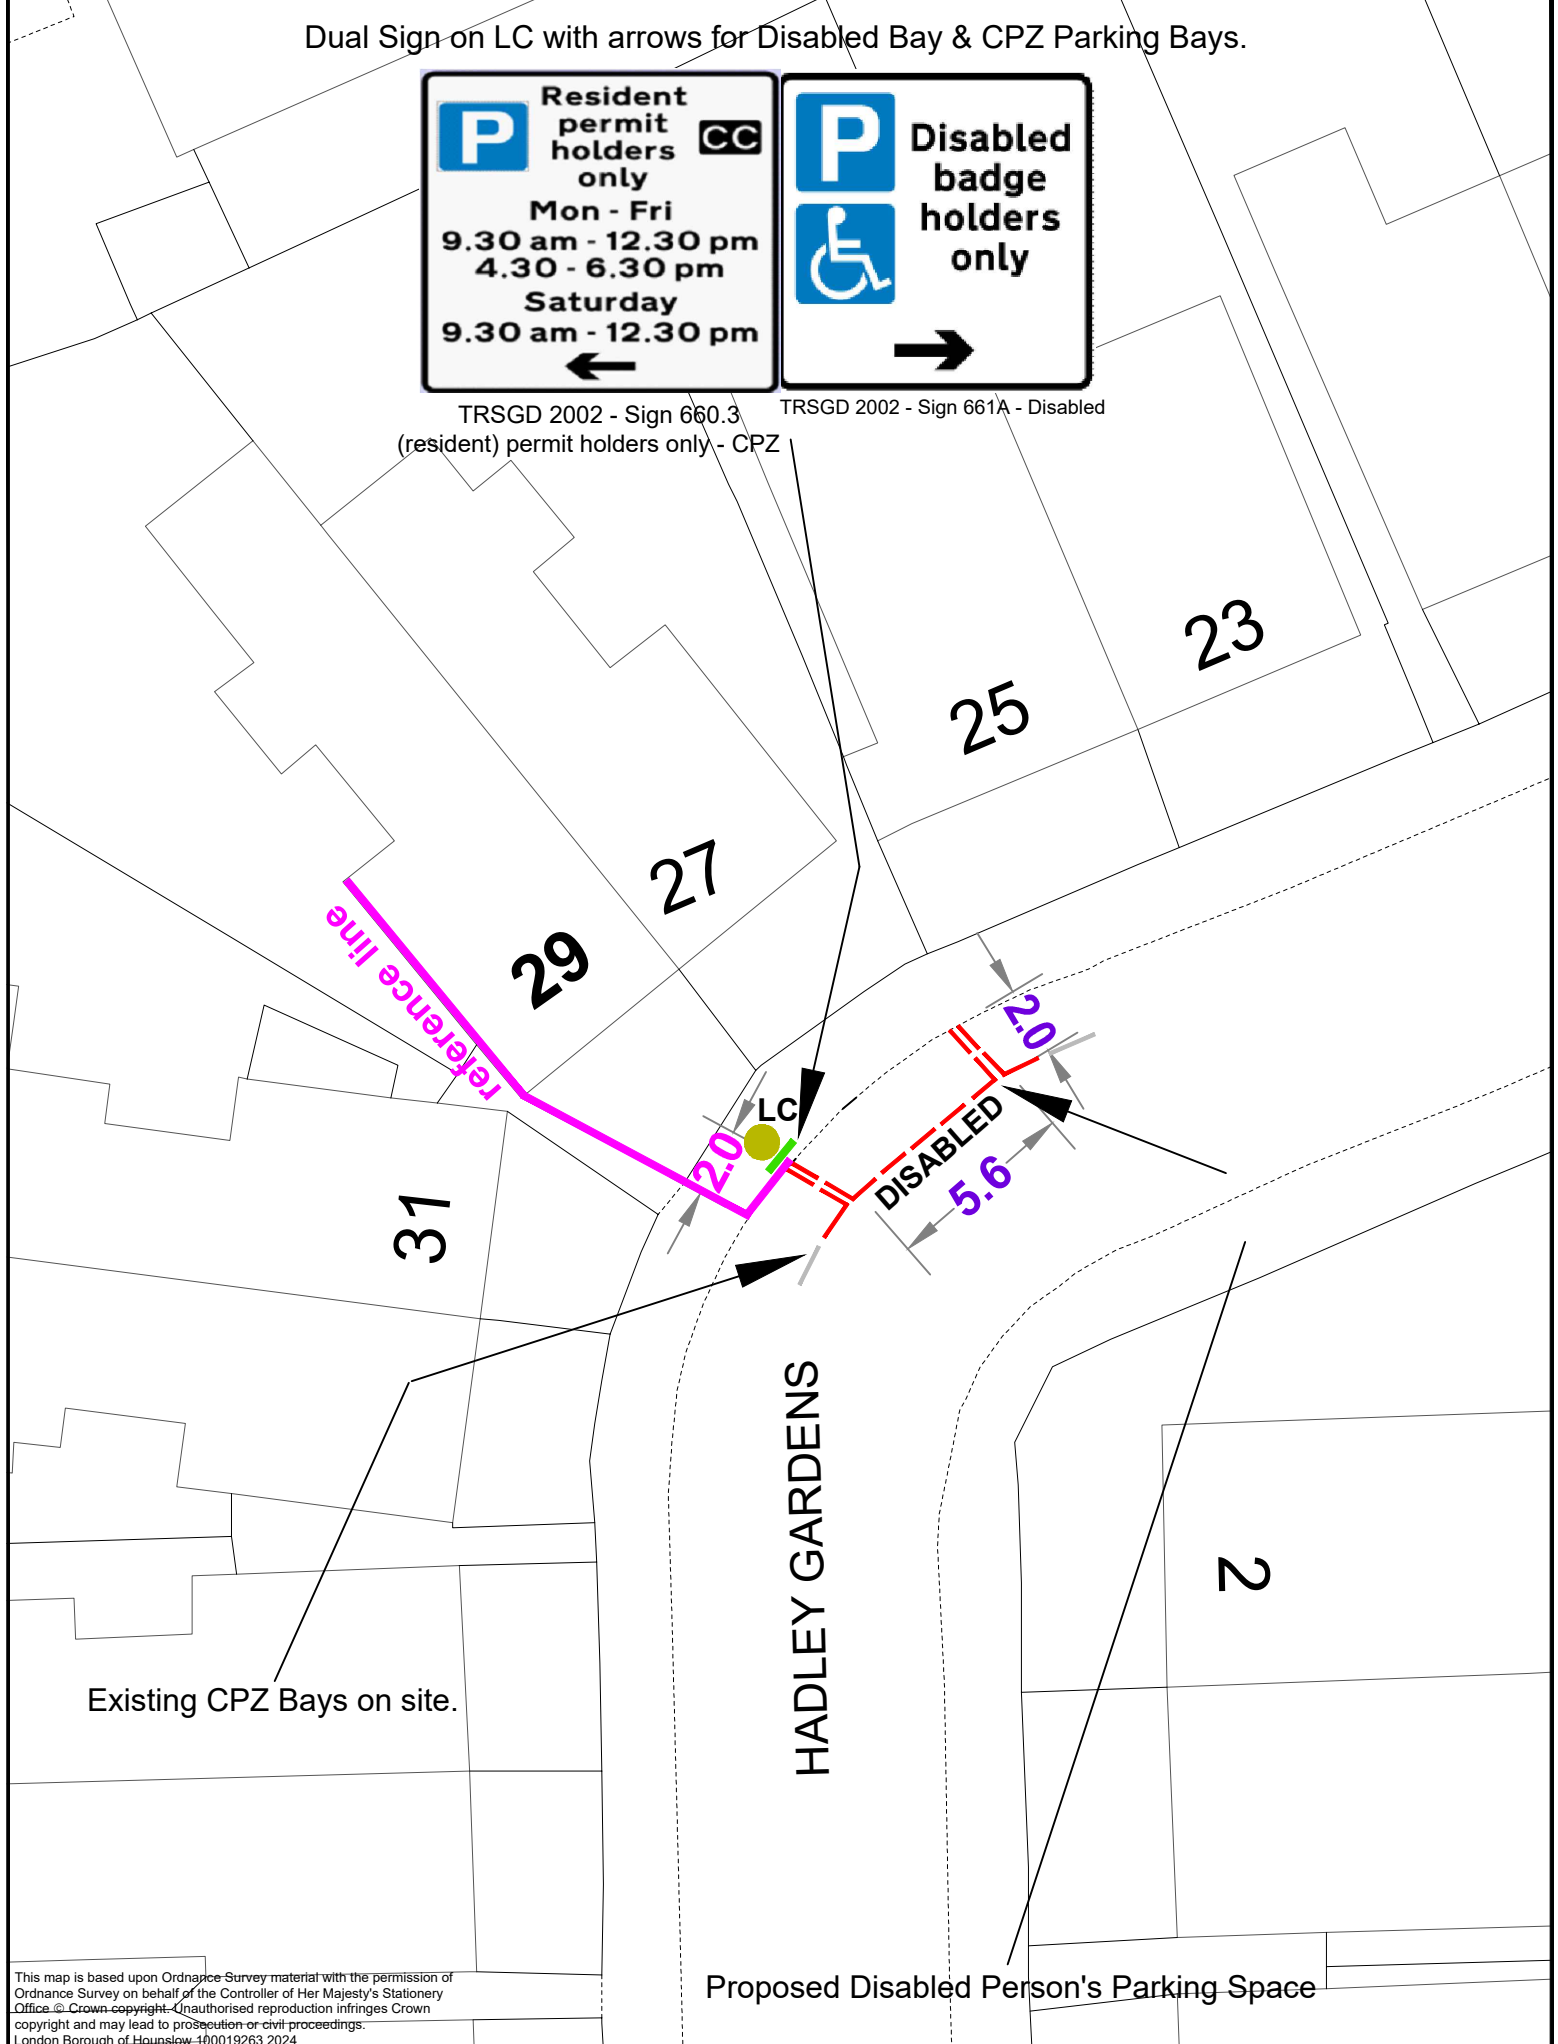 Dual Sign on LC with arrows for Disabled Bay & CPZ Parking Bays.
P
Resident
permit
holders
only
CC
Mon - Fri
9.30 am - 12.30 pm
4.30 - 6.30 pm
Saturday
9.30 am - 12.30 pm
P
Disabled
badge
holders
only
TRSGD 2002 - Sign 660.3
(resident) permit holders only - CPZ
TRSGD 2002 - Sign 661A - Disabled
23
25
27
29
reference line
2.0
LC
2.0
DISABLED
5.6
31
HADLEY GARDENS
2
Existing CPZ Bays on site.
Proposed Disabled Person's Parking Space
This map is based upon Ordnance Survey material with the permission of
Ordnance Survey on behalf of the Controller of Her Majesty's Stationery
Office © Crown copyright. Unauthorised reproduction infringes Crown
copyright and may lead to prosecution or civil proceedings.
London Borough of Hounslow 100019263 2024